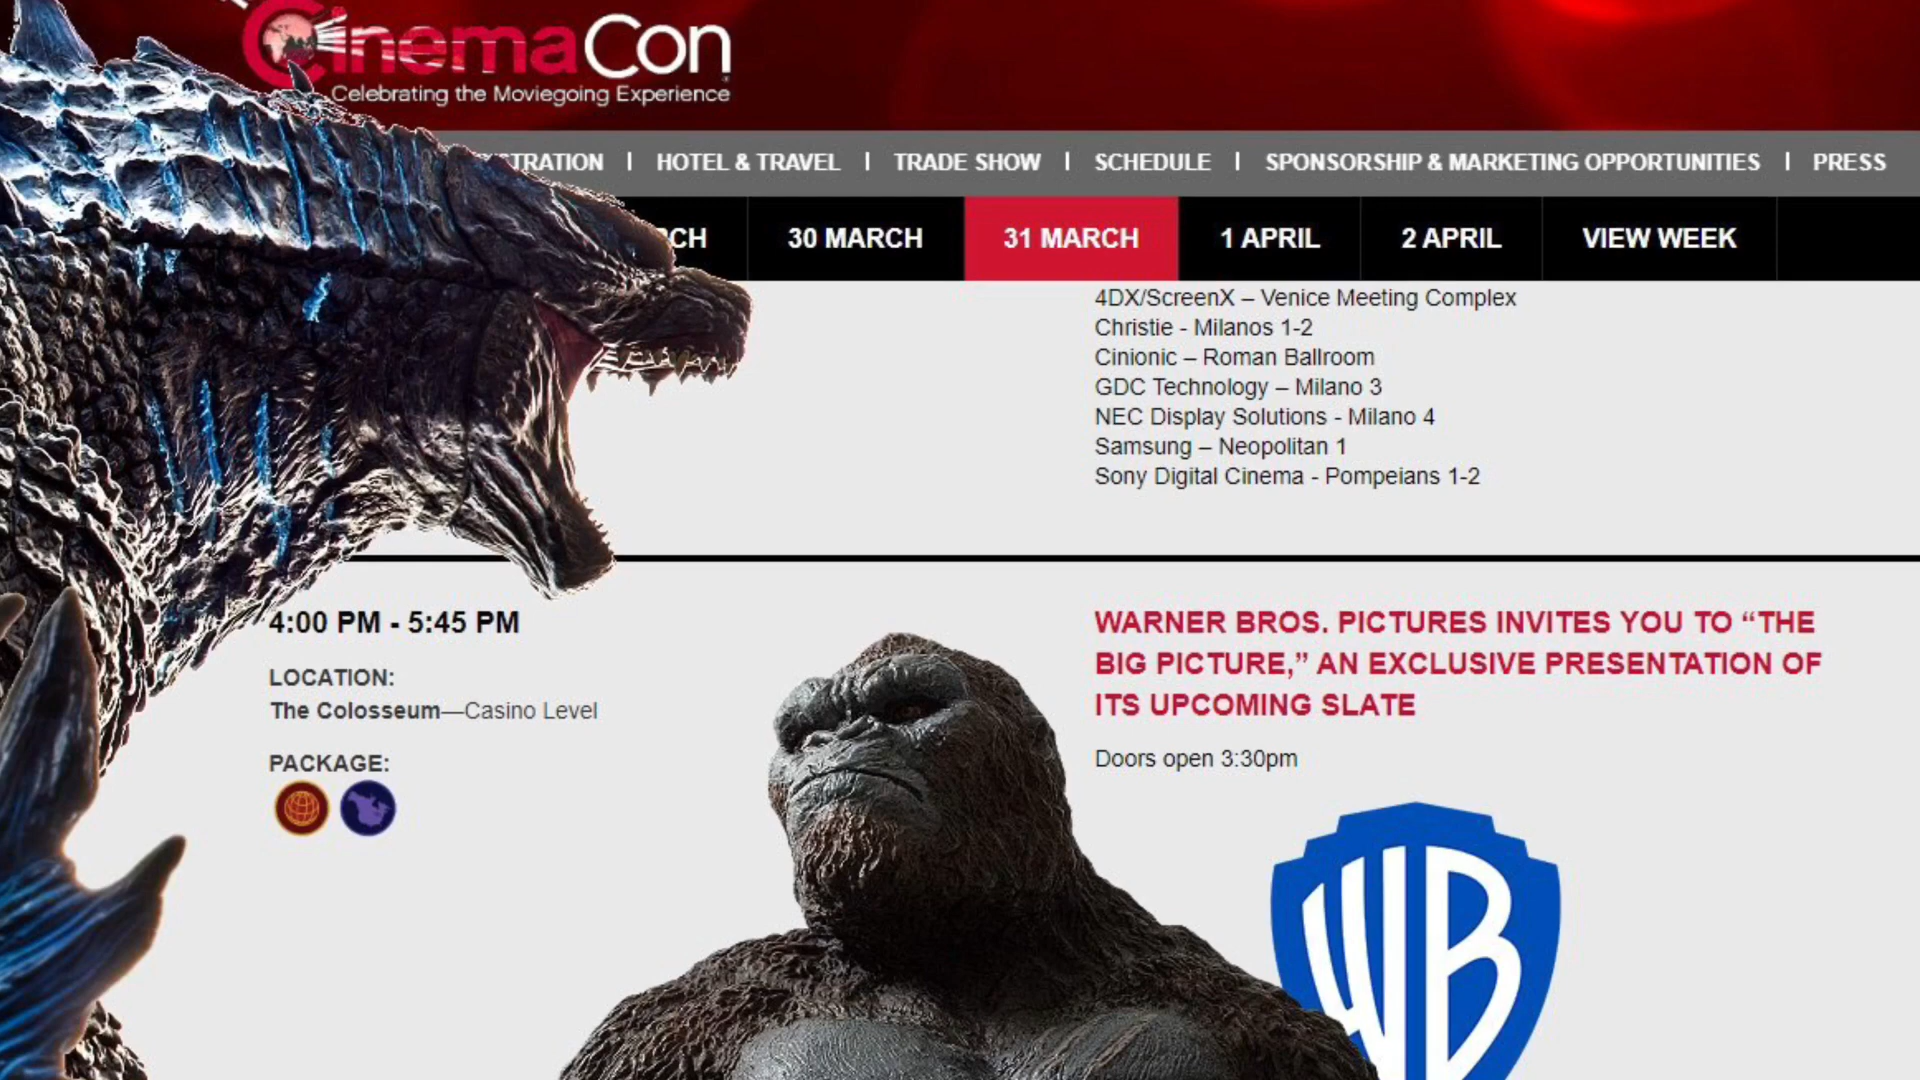 CinemaCon
Celebrating the Moviegoing Experience
HOTEL & TRAVEL | TRADE SHOW | SCHEDULE | SPONSORSHIP & MARKETING OPPORTUNITIES | PRESS
30 MARCH 31 MARCH 1 APRIL 2 APRIL VIEW WEEK
4DX/ScreenX – Venice Meeting Complex
Christie - Milanos 1-2
Cinionic – Roman Ballroom
GDC Technology – Milano 3
NEC Display Solutions - Milano 4
Samsung – Neopolitan 1
Sony Digital Cinema - Pompeians 1-2
4:00 PM - 5:45 PM
LOCATION:
The Colosseum—Casino Level
PACKAGE:
WARNER BROS. PICTURES INVITES YOU TO “THE
BIG PICTURE,” AN EXCLUSIVE PRESENTATION OF
ITS UPCOMING SLATE
Doors open 3:30pm
WB